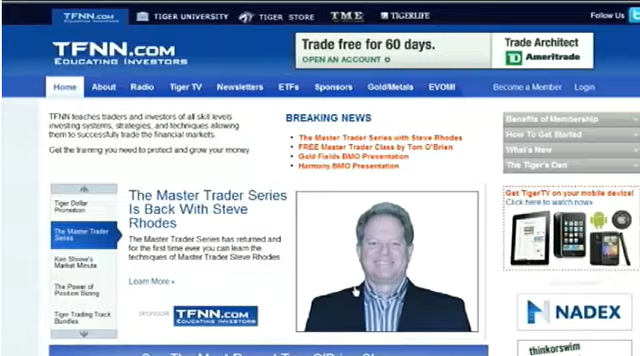 TFNN.COM
EDUCATING INVESTORS
TIGER UNIVERSITY
TIGER STORE
TME
TIGERLIFE
Follow Us
TFNN.COM
EDUCATING INVESTORS
Trade free for 60 days.
OPEN AN ACCOUNT
Trade Architect
TD Ameritrade
Home About Radio Tiger TV Newsletters ETFs Sponsors Gold/Metals EVOMI Become a Member Login
TFNN teaches traders and investors of all skill levels
investing systems, strategies, and techniques allowing
them to successfully trade the financial markets.
Get the training you need to protect and grow your money
BREAKING NEWS
The Master Trader Series with Steve Rhodes
FREE Master Trader Class by Tom O'Brien
Gold Fields BMO Presentation
Harmony BMO Presentation
Benefits of Membership
How To Get Started
What's New
The Tiger's Den
Get TigerTV on your mobile device!
Click here to watch now»
Tiger Dollar
Promotion
The Master Trader
Series
Ken Shreve's
Market Minute
The Power of
Position Sizing
Tiger Trading Track
Bundles
The Master Trader Series
Is Back With Steve
Rhodes
The Master Trader Series has returned and
for the first time ever you can learn the
techniques of Master Trader Steve Rhodes
Learn More
SPONSOR
TFNN.COM
EDUCATING INVESTORS
NADEX
thinkorswim